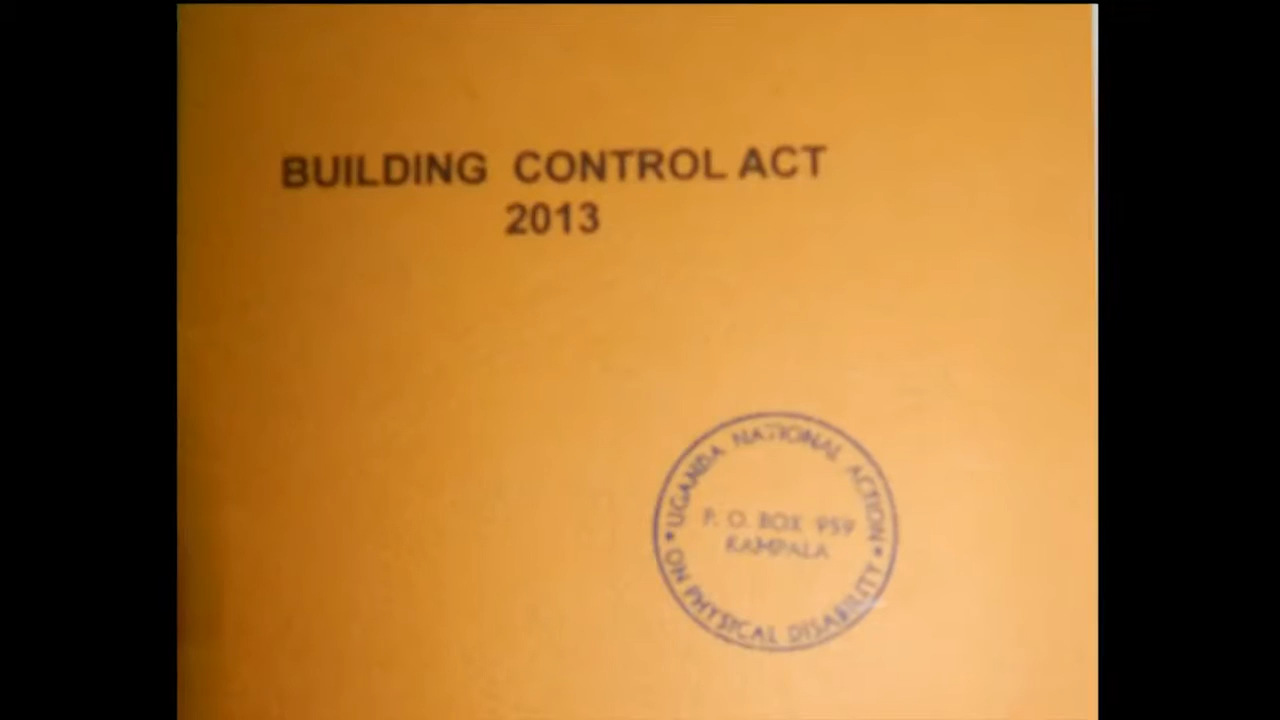 BUILDING CONTROL ACT
2013
UGANDA NATIONAL ACTION
P. O. BOX 959
KAMPALA
ON PHYSICAL DISABILITY